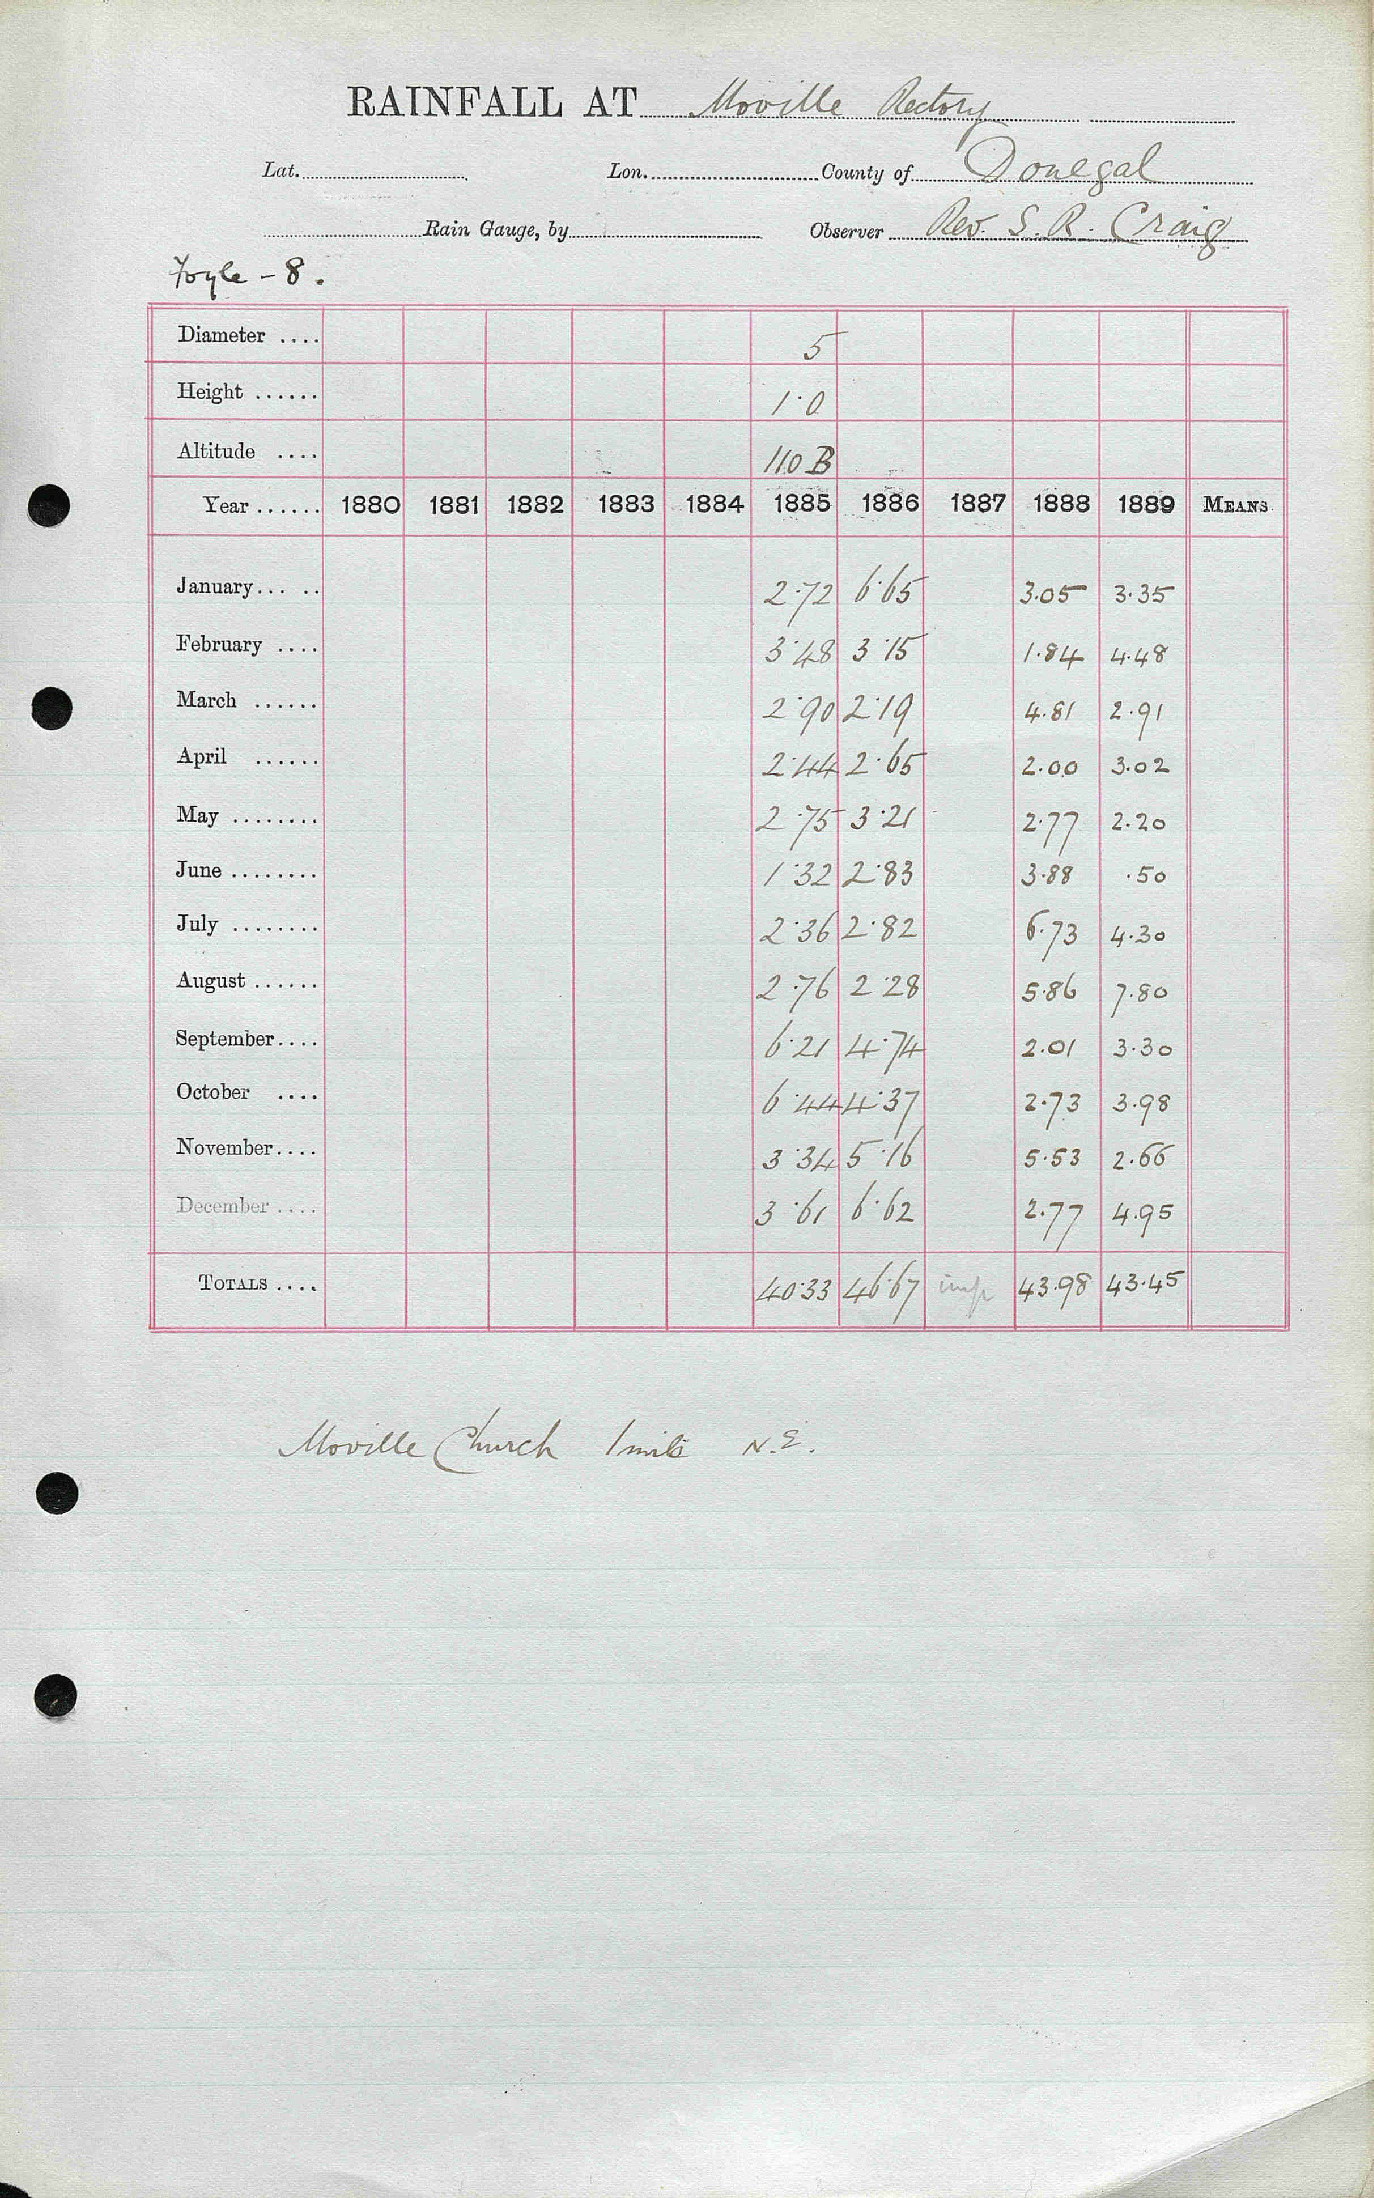 RAINFALL AT Moville Rectory
Lat. Lon. County of Donegal
Rain Gauge, by Observer Rev. S. R. Craig
Foyle - 8.
Diameter .... 5
Height ...... 1.0
Altitude .... 110 B
Year ...... 1880 1881 1882 1883 1884 1885 1886 1887 1888 1889 MEANS
January... .. 2.72 6.65 3.05 3.35
February .... 3.48 3.15 1.84 4.48
March ...... 2.90 2.19 4.81 2.91
April ...... 2.44 2.65 2.00 3.02
May ........ 2.75 3.21 2.77 2.20
June ........ 1.32 2.83 3.88 .50
July ........ 2.36 2.82 6.73 4.30
August ...... 2.76 2.28 5.86 7.80
September.... 6.21 4.74 2.01 3.30
October .... 6.44 4.37 2.73 3.98
November.... 3.34 5.16 5.53 2.66
December .... 3.61 6.62 2.77 4.95
TOTALS .... 40.33 46.67 imp 43.98 43.45
Moville Church 1 mile N.E.